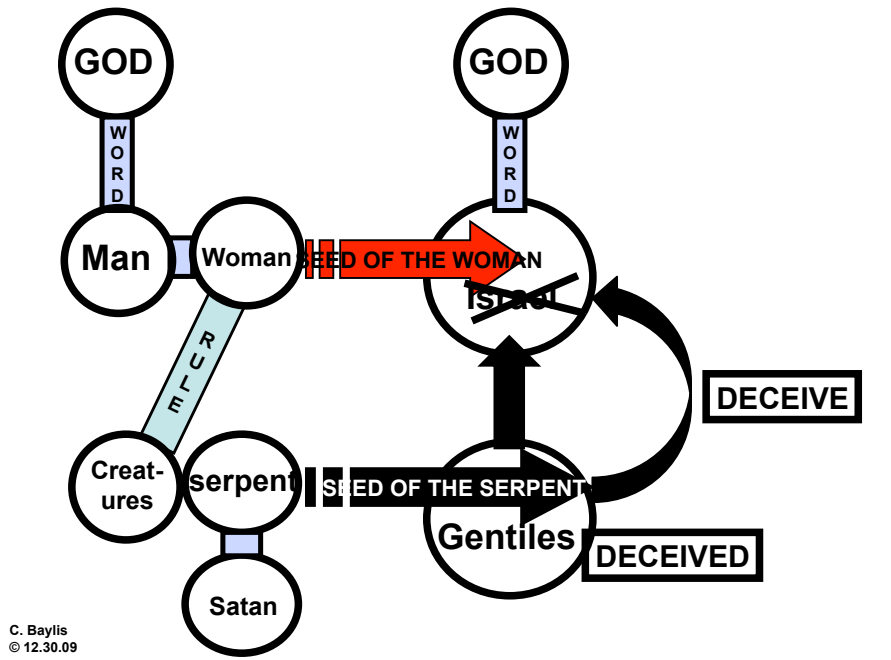 GOD
GOD
WORD
WORD
Man
Woman
SEED OF THE WOMAN
Israel
RULE
DECEIVE
Creat-
ures
serpent
SEED OF THE SERPENT
Gentiles
DECEIVED
Satan
C. Baylis
© 12.30.09